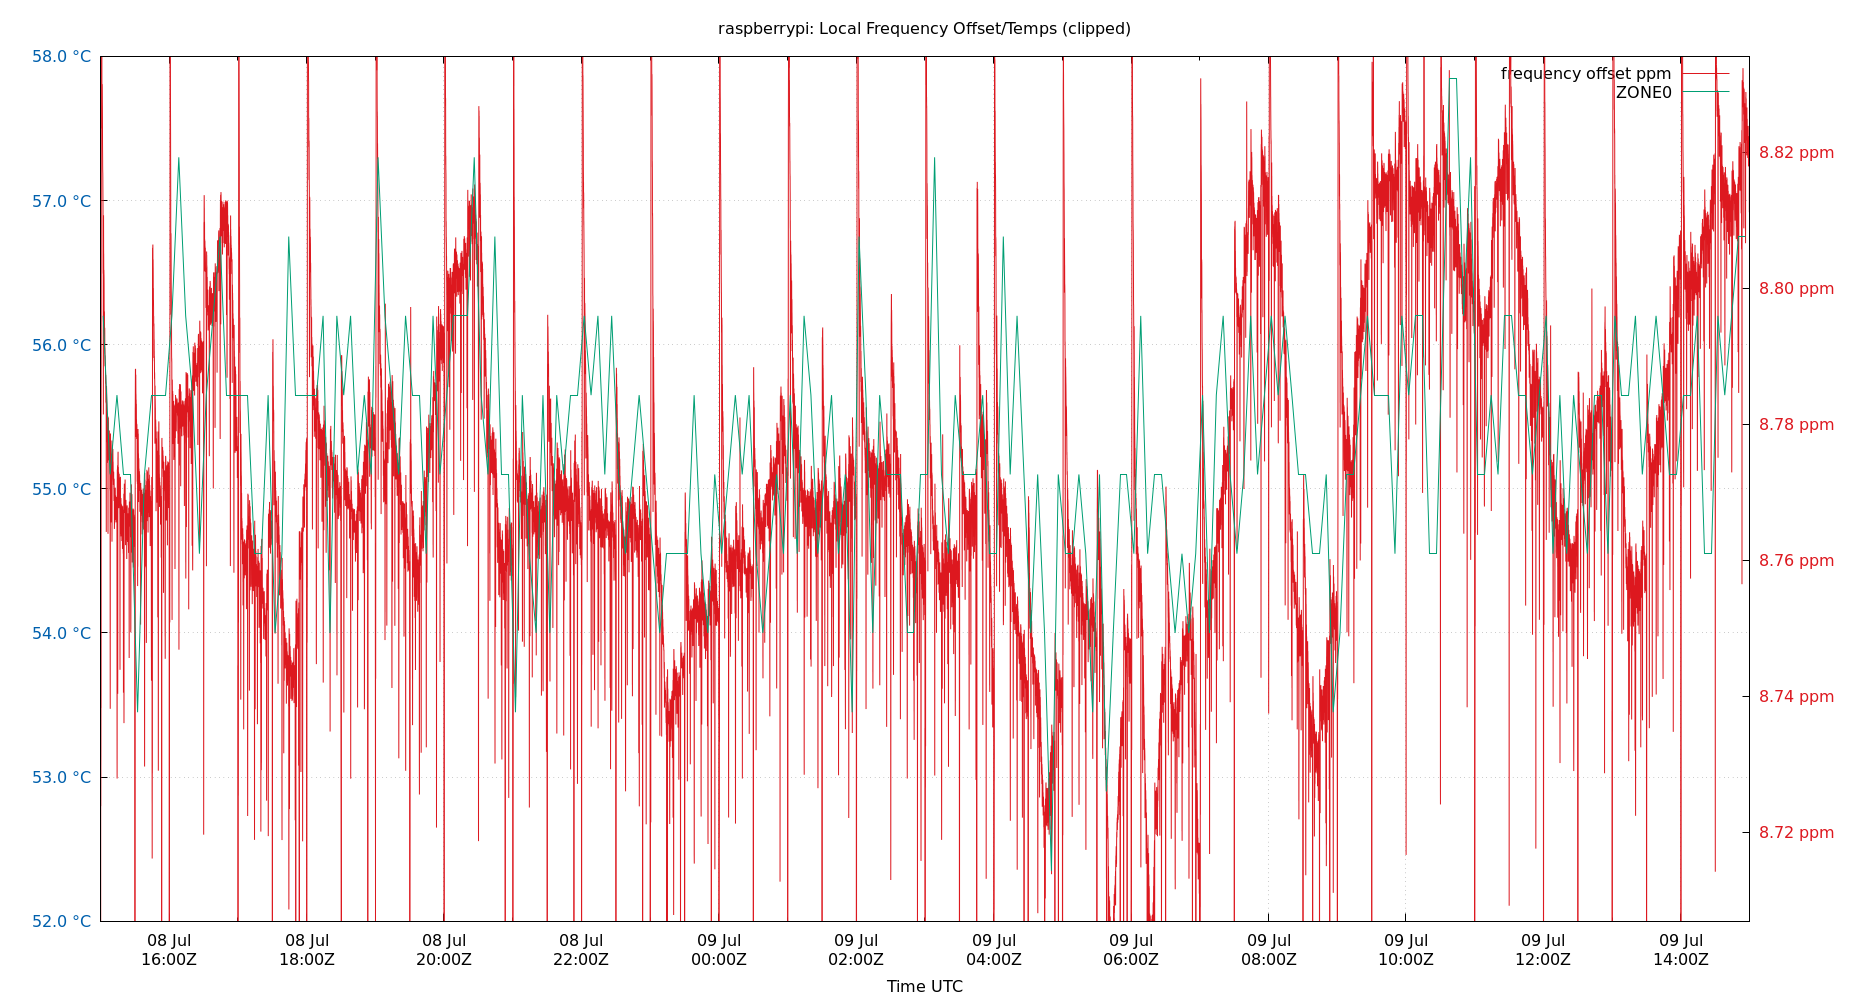 raspberrypi: Local Frequency Offset/Temps (clipped)
58.0 °C
57.0 °C
56.0 °C
55.0 °C
54.0 °C
53.0 °C
52.0 °C
frequency offset ppm
ZONE0
8.82 ppm
8.80 ppm
8.78 ppm
8.76 ppm
8.74 ppm
8.72 ppm
08 Jul
16:00Z
08 Jul
18:00Z
08 Jul
20:00Z
08 Jul
22:00Z
09 Jul
00:00Z
09 Jul
02:00Z
09 Jul
04:00Z
09 Jul
06:00Z
09 Jul
08:00Z
09 Jul
10:00Z
09 Jul
12:00Z
09 Jul
14:00Z
Time UTC